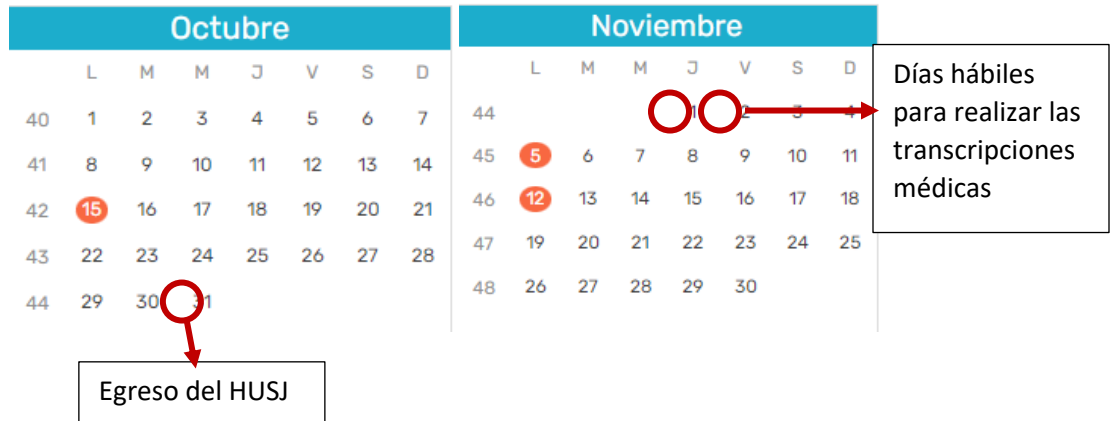 Octubre
L M M J V S D
40 1 2 3 4 5 6 7
41 8 9 10 11 12 13 14
42 15 16 17 18 19 20 21
43 22 23 24 25 26 27 28
44 29 30 31
Noviembre
L M M J V S D
44 1 2 3 4
45 5 6 7 8 9 10 11
46 12 13 14 15 16 17 18
47 19 20 21 22 23 24 25
48 26 27 28 29 30
Días hábiles
para realizar las
transcripciones
médicas
Egreso del HUSJ